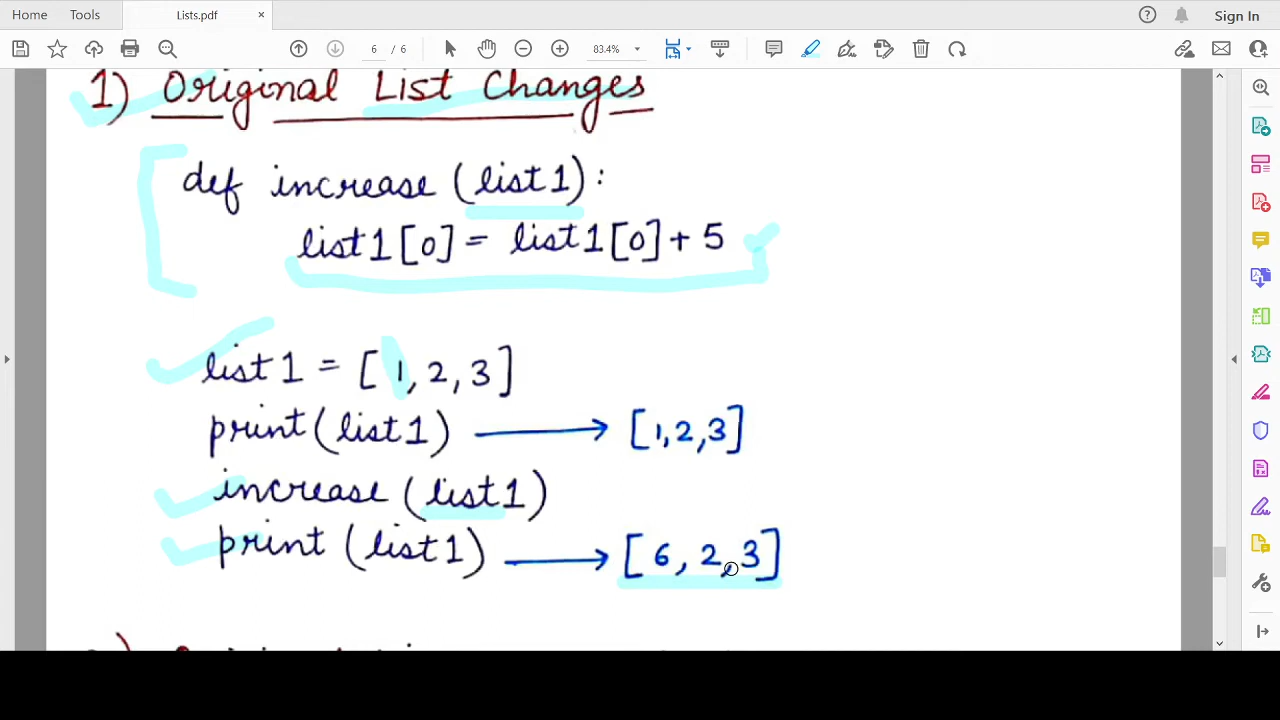 Home Tools Lists.pdf × Sign In
6 / 6 83.4%
1) Original List Changes
def increase (list1):
list1[0] = list1[0] + 5
list1 = [1, 2, 3]
print(list1) → [1,2,3]
increase (list1)
print (list1) → [6, 2, 3]